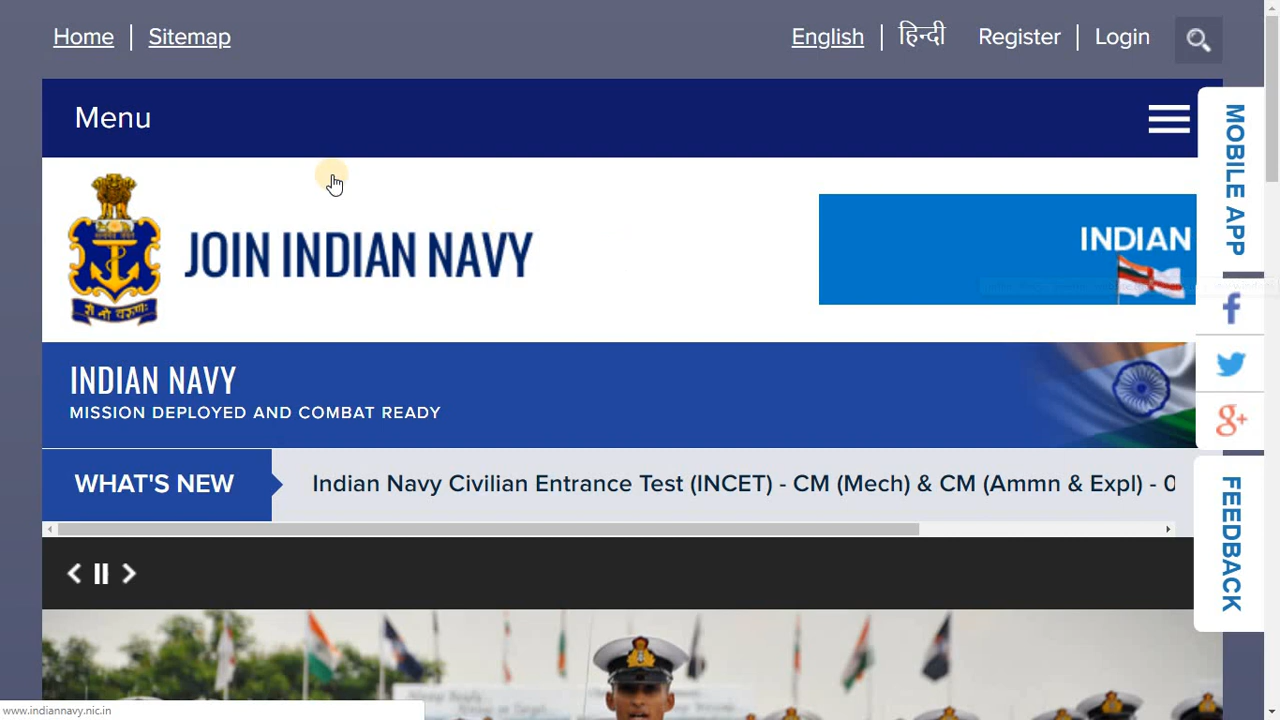 Home | Sitemap
English | हिन्दी Register | Login
Menu
MOBILE APP
JOIN INDIAN NAVY
INDIAN
INDIAN NAVY
MISSION DEPLOYED AND COMBAT READY
WHAT'S NEW
Indian Navy Civilian Entrance Test (INCET) - CM (Mech) & CM (Ammn & Expl) - 0
FEEDBACK
www.indiannavy.nic.in